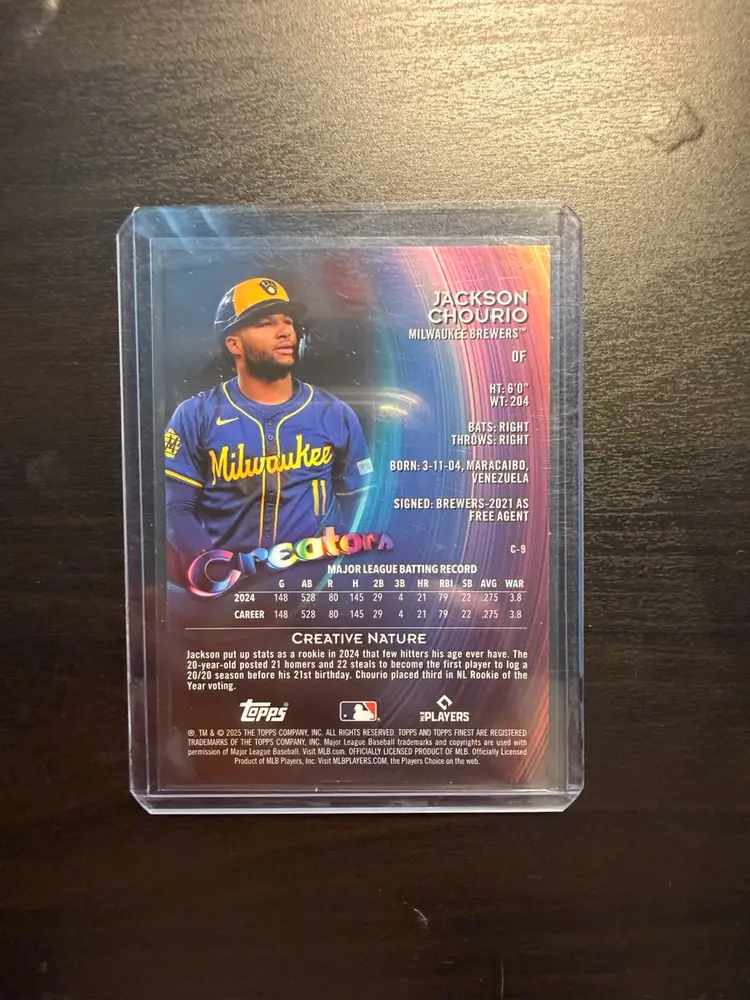 JACKSON
CHOURIO
MILWAUKEE BREWERS™
OF
HT: 6'0"
WT: 204
BATS: RIGHT
THROWS: RIGHT
BORN: 3-11-04, MARACAIBO,
VENEZUELA
SIGNED: BREWERS-2021 AS
FREE AGENT
Milwaukee
11
Creators
C-9
MAJOR LEAGUE BATTING RECORD
G AB R H 2B 3B HR RBI SB AVG WAR
2024 148 528 80 145 29 4 21 79 22 .275 3.8
CAREER 148 528 80 145 29 4 21 79 22 .275 3.8
CREATIVE NATURE
Jackson put up stats as a rookie in 2024 that few hitters his age ever have. The
20-year-old posted 21 homers and 22 steals to become the first player to log a
20/20 season before his 21st birthday. Chourio placed third in NL Rookie of the
Year voting.
TOPPS®
MLB PLAYERS
®, TM & © 2025 THE TOPPS COMPANY, INC. ALL RIGHTS RESERVED. TOPPS AND TOPPS FINEST ARE REGISTERED
TRADEMARKS OF THE TOPPS COMPANY, INC. Major League Baseball trademarks and copyrights are used with
permission of Major League Baseball. Visit MLB.com. OFFICIALLY LICENSED PRODUCT OF MLB. Officially Licensed
Product of MLB Players, Inc. Visit MLBPLAYERS.COM, the Players Choice on the web.